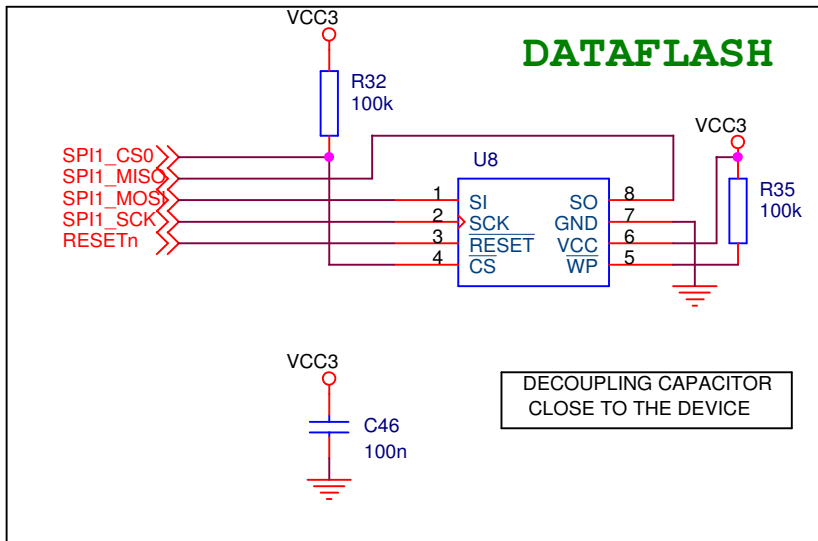 VCC3
DATAFLASH
R32
100k
VCC3
SPI1_CS0
U8
SPI1_MISO
SPI1_MOSI
1
SI
SO
8
R35
SPI1_SCK
2
SCK
GND
7
100k
RESETn
3
RESET
VCC
6
4
CS
WP
5
VCC3
DECOUPLING CAPACITOR
CLOSE TO THE DEVICE
C46
100n